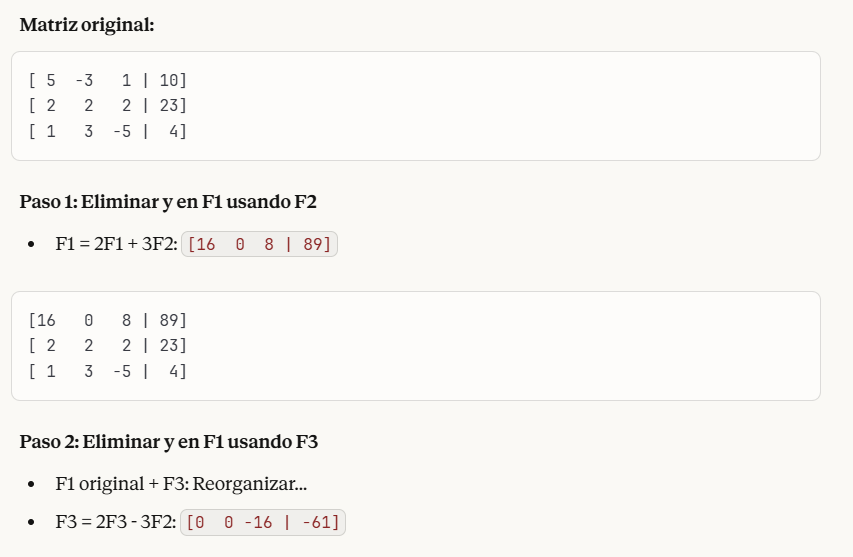 Matriz original:
[ 5  -3   1 | 10]
[ 2   2   2 | 23]
[ 1   3  -5 |  4]
Paso 1: Eliminar y en F1 usando F2
• F1 = 2F1 + 3F2: [16  0  8 | 89]
[16   0   8 | 89]
[ 2   2   2 | 23]
[ 1   3  -5 |  4]
Paso 2: Eliminar y en F1 usando F3
• F1 original + F3: Reorganizar...
• F3 = 2F3 - 3F2: [0  0 -16 | -61]